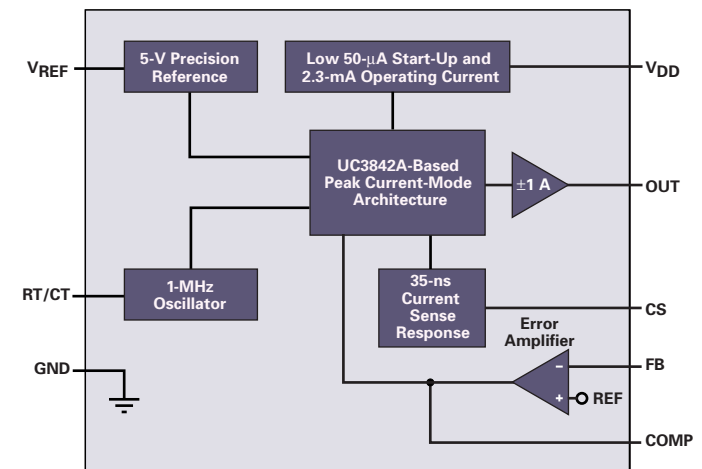 VREF
5-V Precision
Reference
Low 50-μA Start-Up and
2.3-mA Operating Current
VDD
UC3842A-Based
Peak Current-Mode
Architecture
±1 A
OUT
RT/CT
1-MHz
Oscillator
35-ns
Current
Sense
Response
CS
Error
Amplifier
GND
–
FB
+
REF
COMP